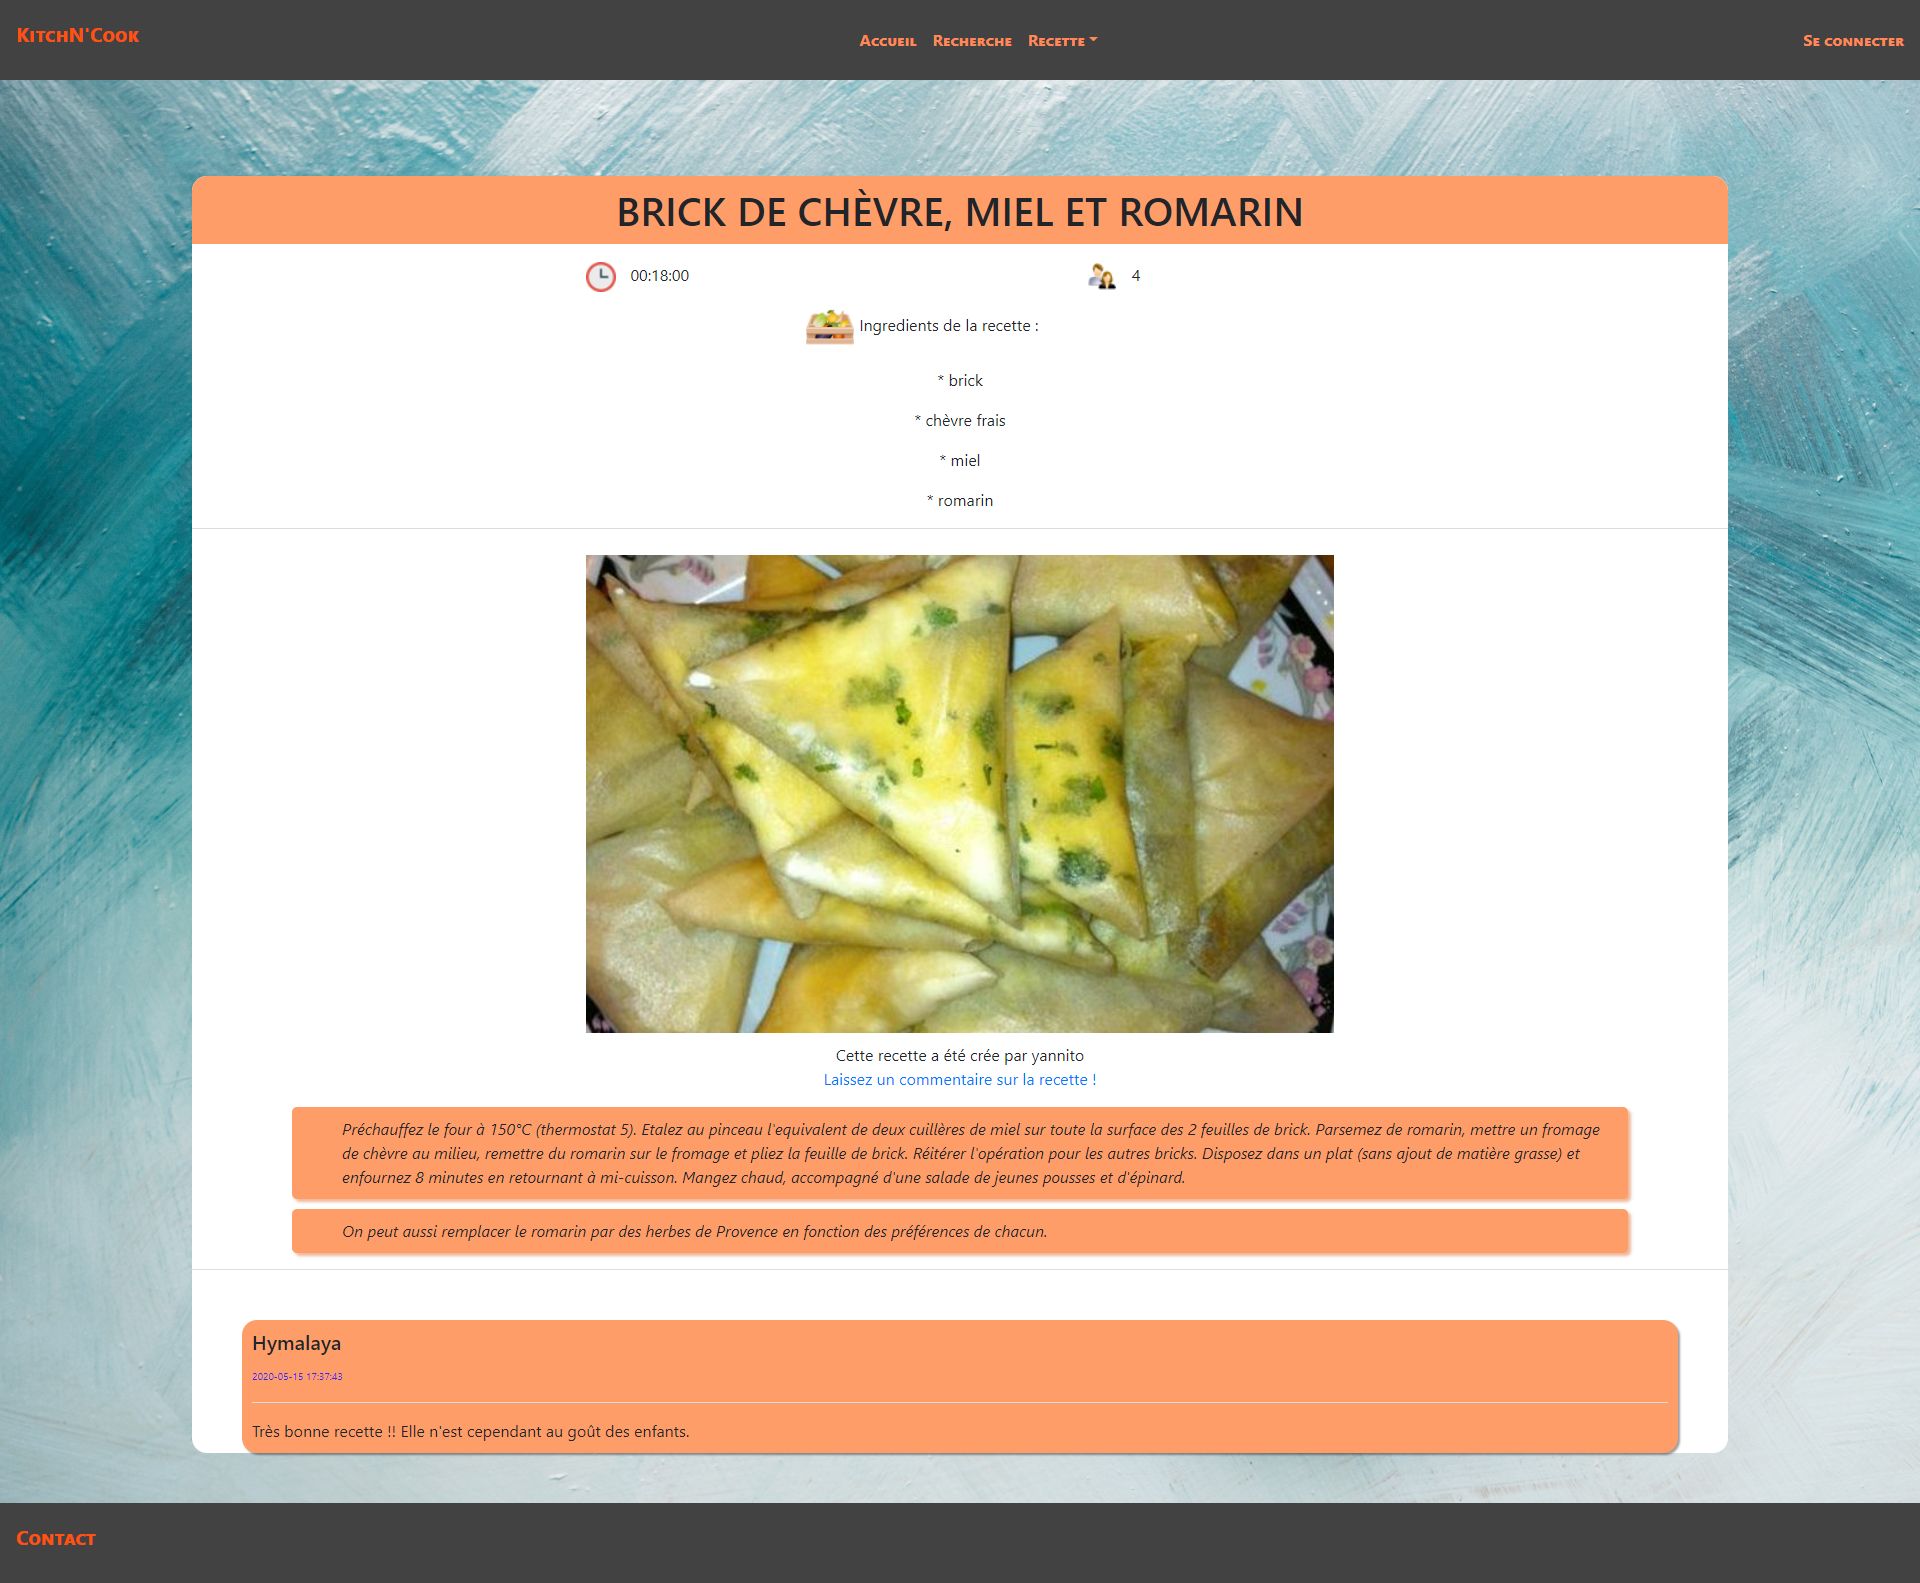 KitchN'Cook
Accueil Recherche Recette
Se connecter
BRICK DE CHÈVRE, MIEL ET ROMARIN
00:18:00
4
Ingredients de la recette :
* brick
* chèvre frais
* miel
* romarin
Cette recette a été crée par yannito
Laissez un commentaire sur la recette !
Préchauffez le four à 150°C (thermostat 5). Etalez au pinceau l'equivalent de deux cuillères de miel sur toute la surface des 2 feuilles de brick. Parsemez de romarin, mettre un fromage
de chèvre au milieu, remettre du romarin sur le fromage et pliez la feuille de brick. Réitérer l'opération pour les autres bricks. Disposez dans un plat (sans ajout de matière grasse) et
enfournez 8 minutes en retournant à mi-cuisson. Mangez chaud, accompagné d'une salade de jeunes pousses et d'épinard.
On peut aussi remplacer le romarin par des herbes de Provence en fonction des préférences de chacun.
Hymalaya
2020-05-15 17:37:43
Très bonne recette !! Elle n'est cependant au goût des enfants.
Contact